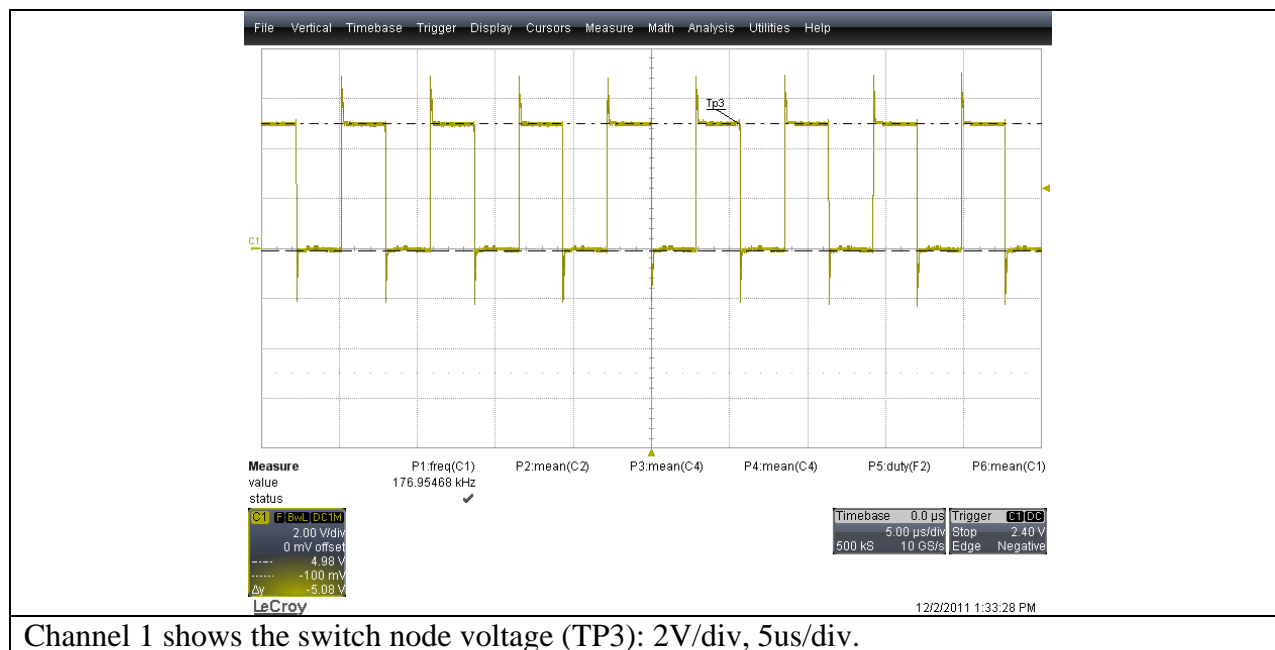 File Vertical Timebase Trigger Display Cursors Measure Math Analysis Utilities Help
Tp3
C1
Measure P1:freq(C1) P2:mean(C2) P3:mean(C4) P4:mean(C4) P5:duty(F2) P6:mean(C1)
value 176.95468 kHz
status
C1 F BwL DC1M
2.00 V/div
0 mV offset
4.98 V
-100 mV
Δy -5.08 V
Timebase 0.0 µs
5.00 µs/div
500 kS 10 GS/s
Trigger C1 DC
Stop 2.40 V
Edge Negative
LeCroy
12/2/2011 1:33:28 PM
Channel 1 shows the switch node voltage (TP3): 2V/div, 5us/div.